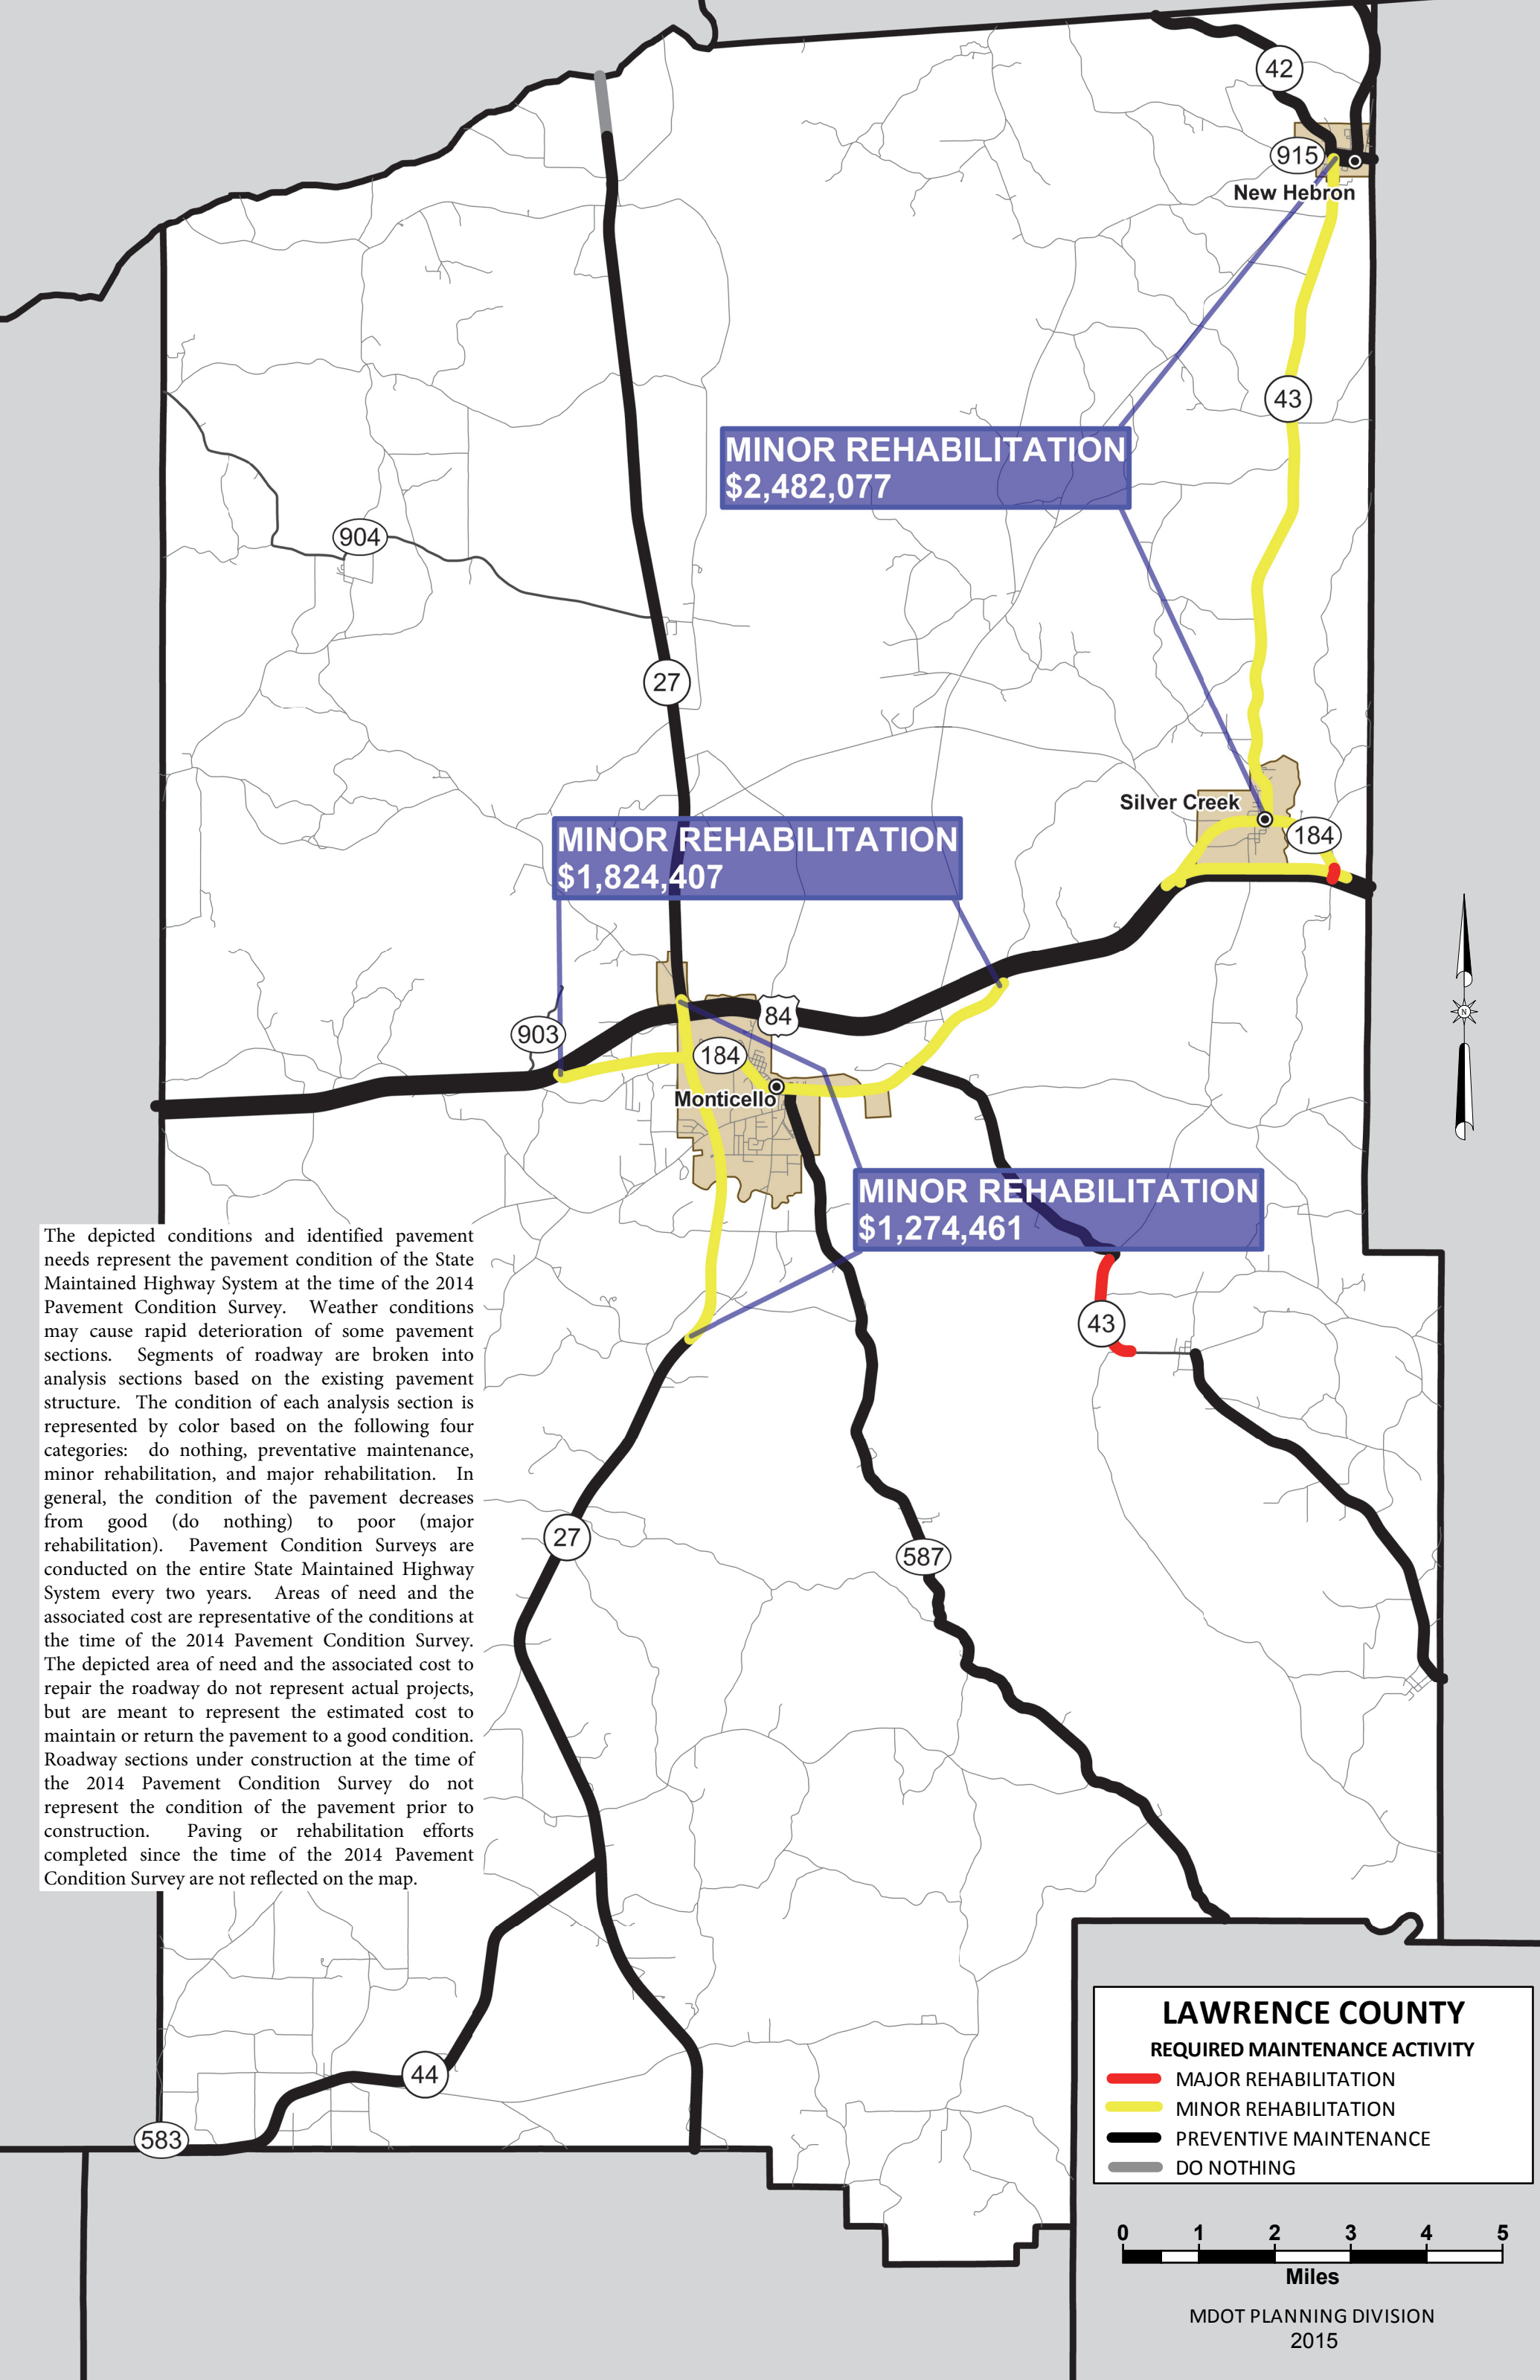 42
915
New Hebron
43
MINOR REHABILITATION
$2,482,077
904
27
Silver Creek
184
MINOR REHABILITATION
$1,824,407
84
903
184
Monticello
MINOR REHABILITATION
$1,274,461
43
The depicted conditions and identified pavement
needs represent the pavement condition of the State
Maintained Highway System at the time of the 2014
Pavement Condition Survey. Weather conditions
may cause rapid deterioration of some pavement
sections. Segments of roadway are broken into
analysis sections based on the existing pavement
structure. The condition of each analysis section is
represented by color based on the following four
categories: do nothing, preventative maintenance,
minor rehabilitation, and major rehabilitation. In
general, the condition of the pavement decreases
from good (do nothing) to poor (major
rehabilitation). Pavement Condition Surveys are
conducted on the entire State Maintained Highway
System every two years. Areas of need and the
associated cost are representative of the conditions at
the time of the 2014 Pavement Condition Survey.
The depicted area of need and the associated cost to
repair the roadway do not represent actual projects,
but are meant to represent the estimated cost to
maintain or return the pavement to a good condition.
Roadway sections under construction at the time of
the 2014 Pavement Condition Survey do not
represent the condition of the pavement prior to
construction. Paving or rehabilitation efforts
completed since the time of the 2014 Pavement
Condition Survey are not reflected on the map.
27
587
44
583
N
LAWRENCE COUNTY
REQUIRED MAINTENANCE ACTIVITY
MAJOR REHABILITATION
MINOR REHABILITATION
PREVENTIVE MAINTENANCE
DO NOTHING
0 1 2 3 4 5
Miles
MDOT PLANNING DIVISION
2015